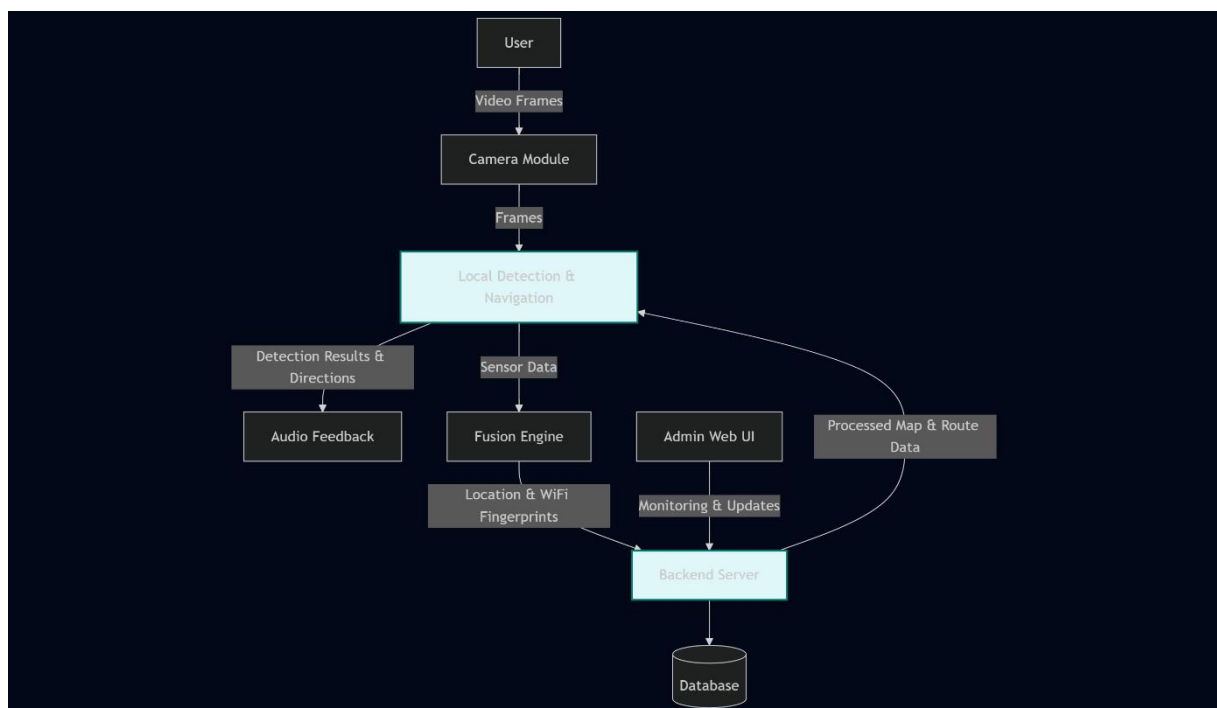 User
Video Frames
Camera Module
Frames
Local Detection &
Navigation
Detection Results &
Directions
Sensor Data
Processed Map & Route
Data
Audio Feedback
Fusion Engine
Admin Web UI
Location & WiFi
Fingerprints
Monitoring & Updates
Backend Server
Database